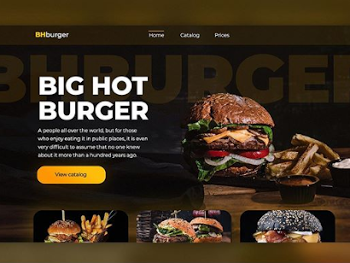 BHburger
Home Catalog Prices
BHBURGER
BIG HOT
BURGER
A people all over the world, but for those
who enjoy eating it in public places, it is even
very difficult to assume that no one knew
about it more than a hundred years ago.
View catalog